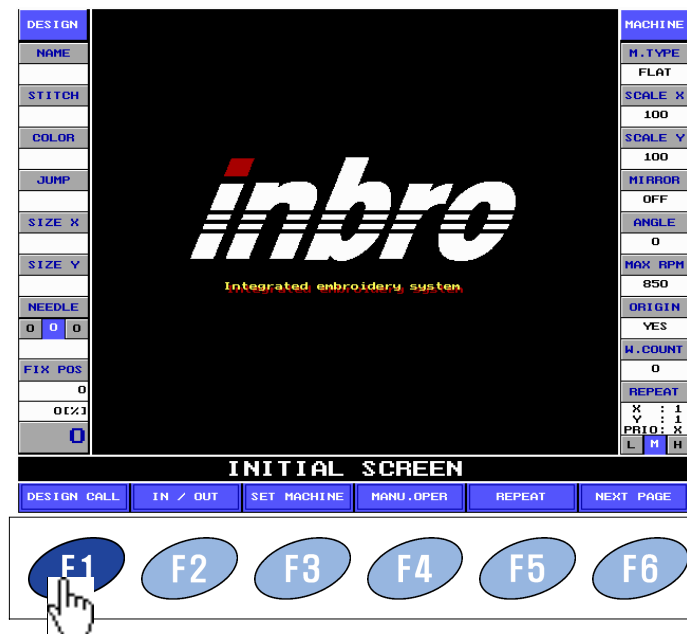 DESIGN
NAME
STITCH
COLOR
JUMP
SIZE X
SIZE Y
NEEDLE
0 0 0
FIX POS
0
0[%]
0
inbro
Integrated embroidery system
MACHINE
M.TYPE
FLAT
SCALE X
100
SCALE Y
100
MIRROR
OFF
ANGLE
0
MAX RPM
850
ORIGIN
YES
W.COUNT
0
REPEAT
X : 1
Y : 1
PRIO: X
L M H
INITIAL SCREEN
DESIGN CALL IN / OUT SET MACHINE MANU.OPER REPEAT NEXT PAGE
F1 F2 F3 F4 F5 F6